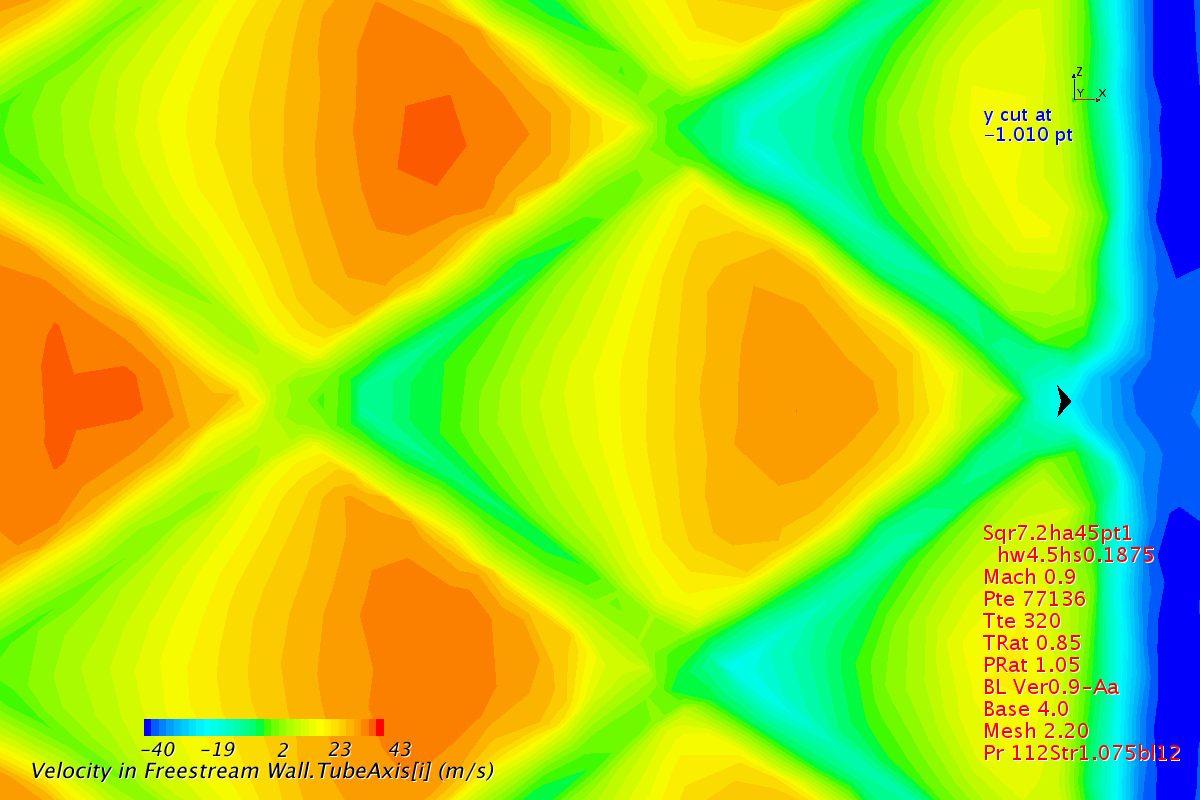 Z
Y X
y cut at
−1.010 pt
Sqr7.2ha45pt1
hw4.5hs0.1875
Mach 0.9
Pte 77136
Tte 320
TRat 0.85
PRat 1.05
BL Ver0.9−Aa
Base 4.0
Mesh 2.20
Pr 112Str1.075bl12
−40 −19 2 23 43
Velocity in Freestream Wall.TubeAxis[i] (m/s)